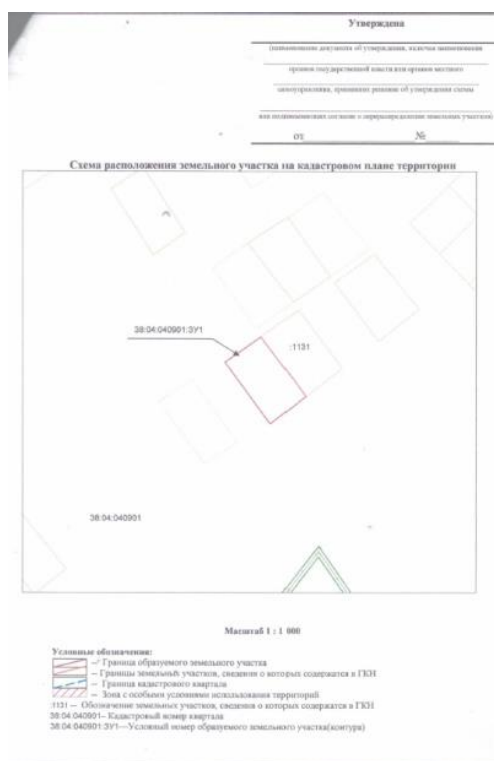 Утверждена
(наименование документа об утверждении, включая наименования
органов государственной власти или органов местного
самоуправления, принявших решение об утверждении схемы
или подписавших соглашение о перераспределении земельных участков)
от №
Схема расположения земельного участка на кадастровом плане территории
38:04:040901:ЗУ1
:1131
38:04:040901
Масштаб 1 : 1 000
Условные обозначения:
– Граница образуемого земельного участка
– Границы земельных участков, сведения о которых содержатся в ГКН
– Граница кадастрового квартала
– Зона с особыми условиями использования территорий
:1131 – Обозначение земельных участков, сведения о которых содержатся в ГКН
38:04:040901– Кадастровый номер квартала
38:04:040901:ЗУ1—Условный номер образуемого земельного участка(контура)